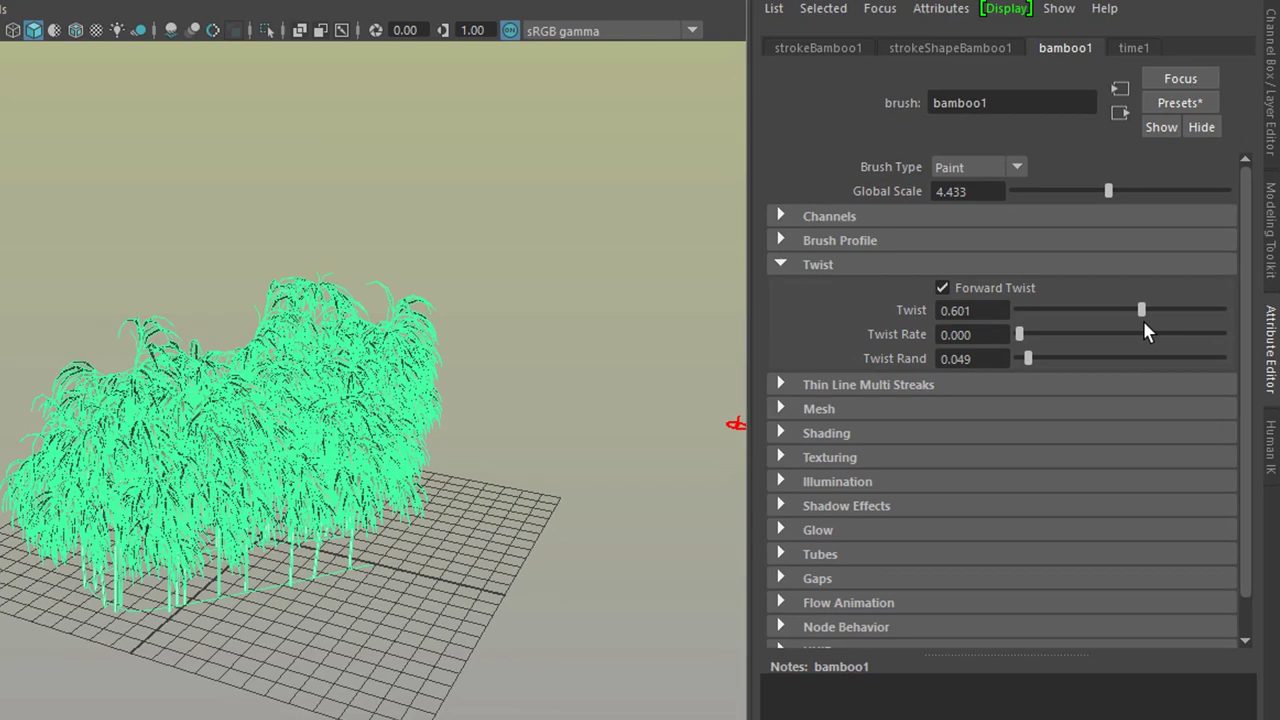 ls
List Selected Focus Attributes [Display] Show Help
0.00 1.00 sRGB gamma
strokeBamboo1 strokeShapeBamboo1 bamboo1 time1
Focus
brush: bamboo1 Presets*
Show Hide
Brush Type Paint
Global Scale 4.433
Channels
Brush Profile
Twist
Forward Twist
Twist 0.601
Twist Rate 0.000
Twist Rand 0.049
Thin Line Multi Streaks
Mesh
Shading
Texturing
Illumination
Shadow Effects
Glow
Tubes
Gaps
Flow Animation
Node Behavior
Notes: bamboo1
Channel Box / Layer Editor
Modeling Toolkit
Attribute Editor
Human IK